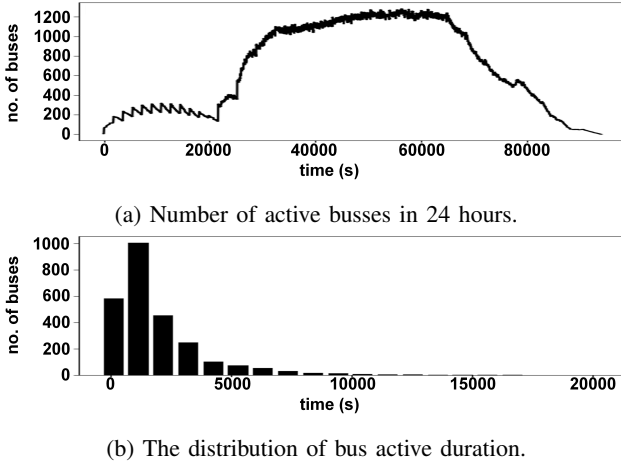 1200
1000
800
600
400
200
0
no. of buses
0 20000 40000 60000 80000
time (s)
(a) Number of active busses in 24 hours.
1000
800
600
400
200
0
no. of buses
0 5000 10000 15000 20000
time (s)
(b) The distribution of bus active duration.